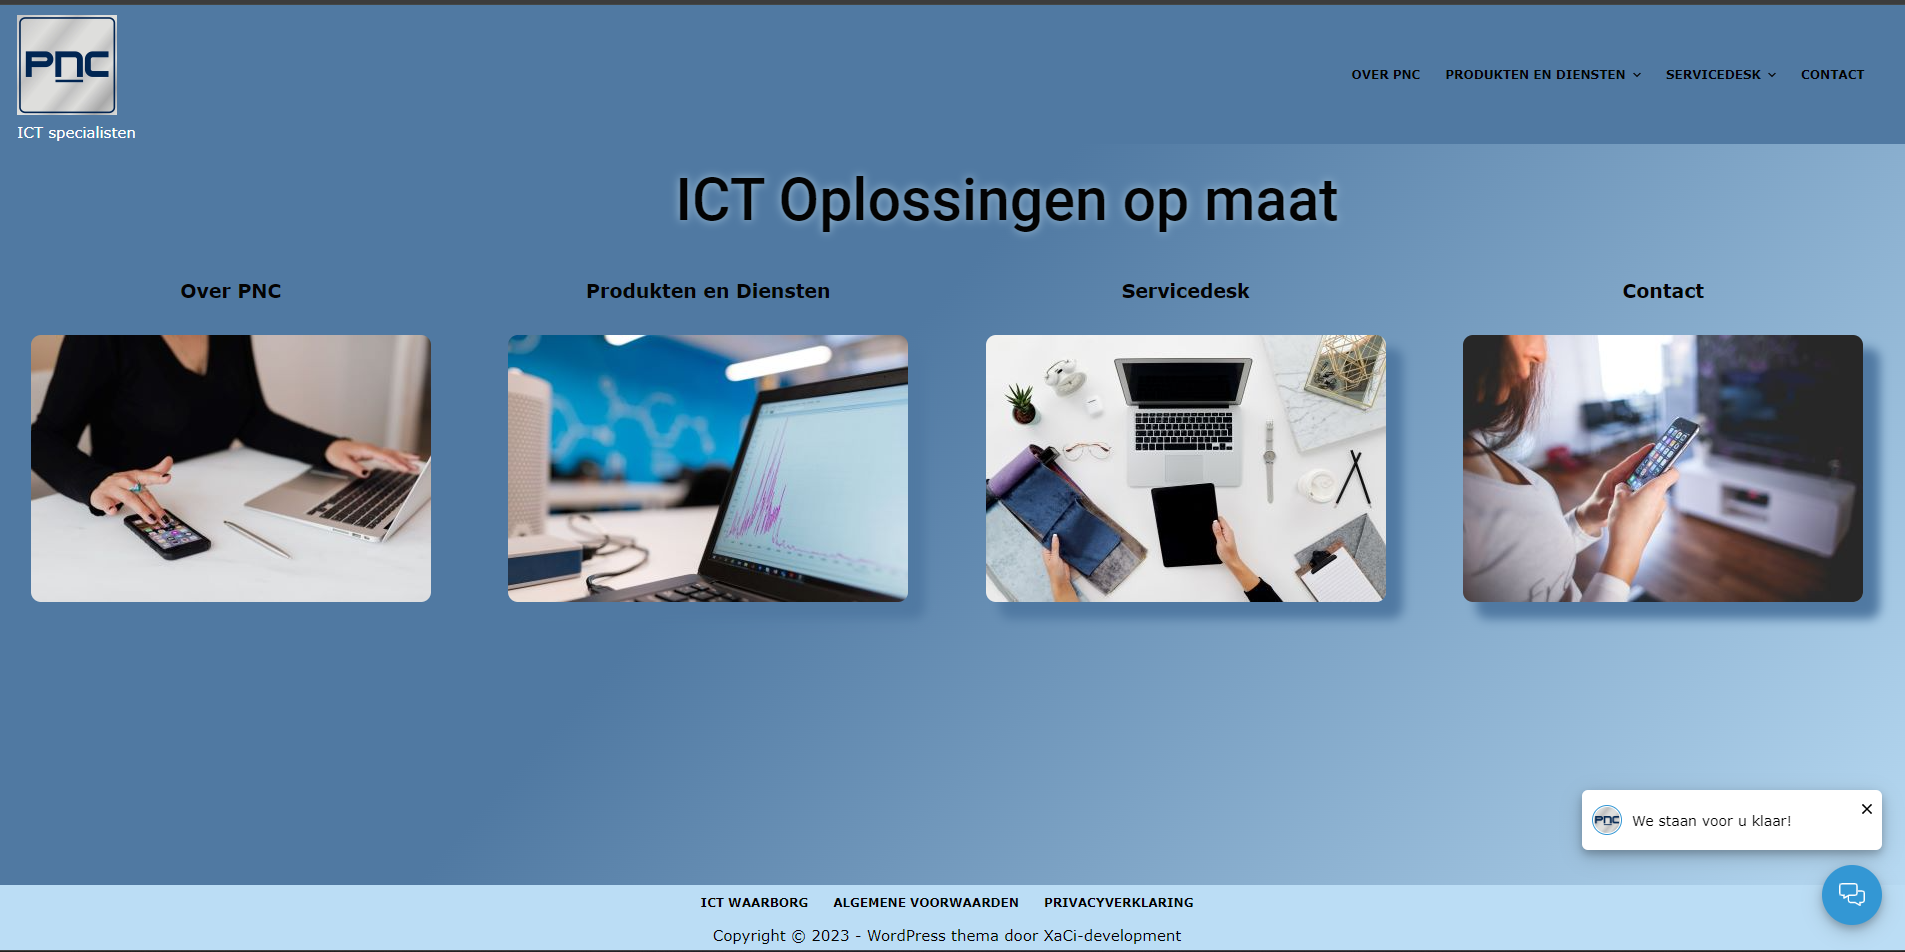 PNC
ICT specialisten
OVER PNC PRODUKTEN EN DIENSTEN SERVICEDESK CONTACT
ICT Oplossingen op maat
Over PNC
Produkten en Diensten
Servicedesk
Contact
PNC We staan voor u klaar!
ICT WAARBORG ALGEMENE VOORWAARDEN PRIVACYVERKLARING
Copyright © 2023 - WordPress thema door XaCi-development